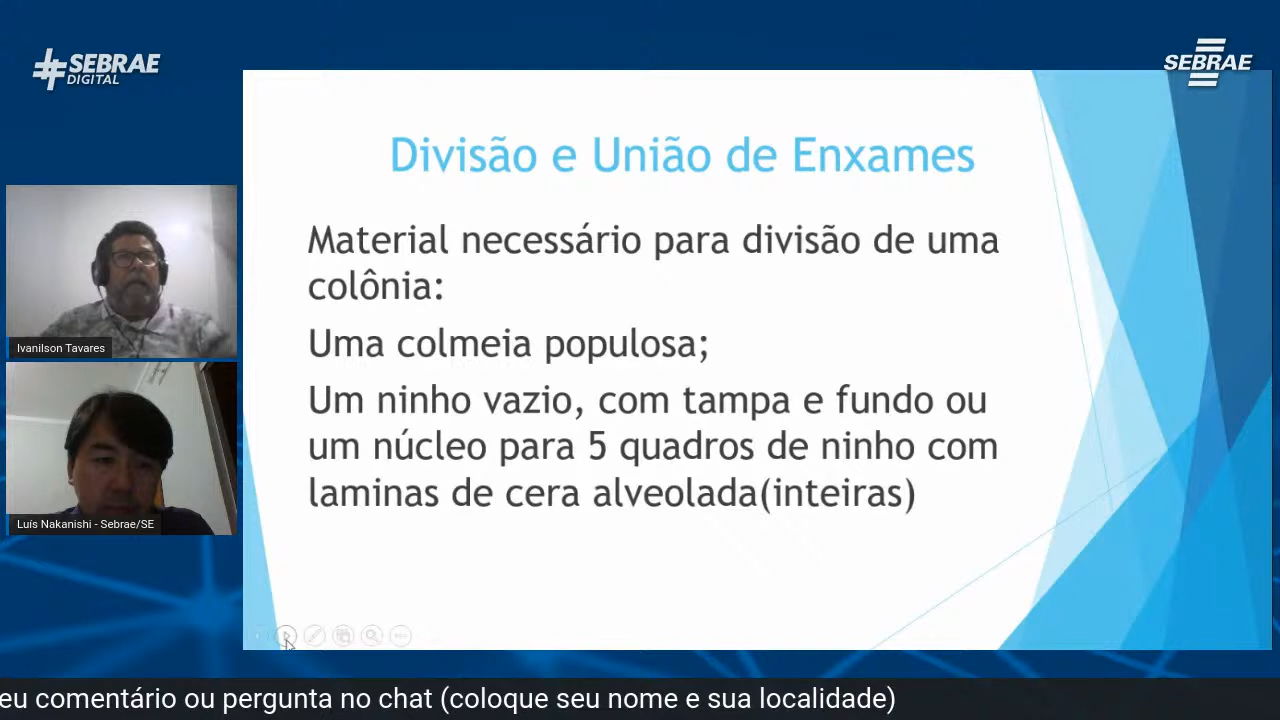 #SEBRAE
DIGITAL
SEBRAE
Divisão e União de Enxames
Material necessário para divisão de uma
colônia:
Uma colmeia populosa;
Um ninho vazio, com tampa e fundo ou
um núcleo para 5 quadros de ninho com
laminas de cera alveolada(inteiras)
Ivanilson Tavares
Luís Nakanishi - Sebrae/SE
eu comentário ou pergunta no chat (coloque seu nome e sua localidade)